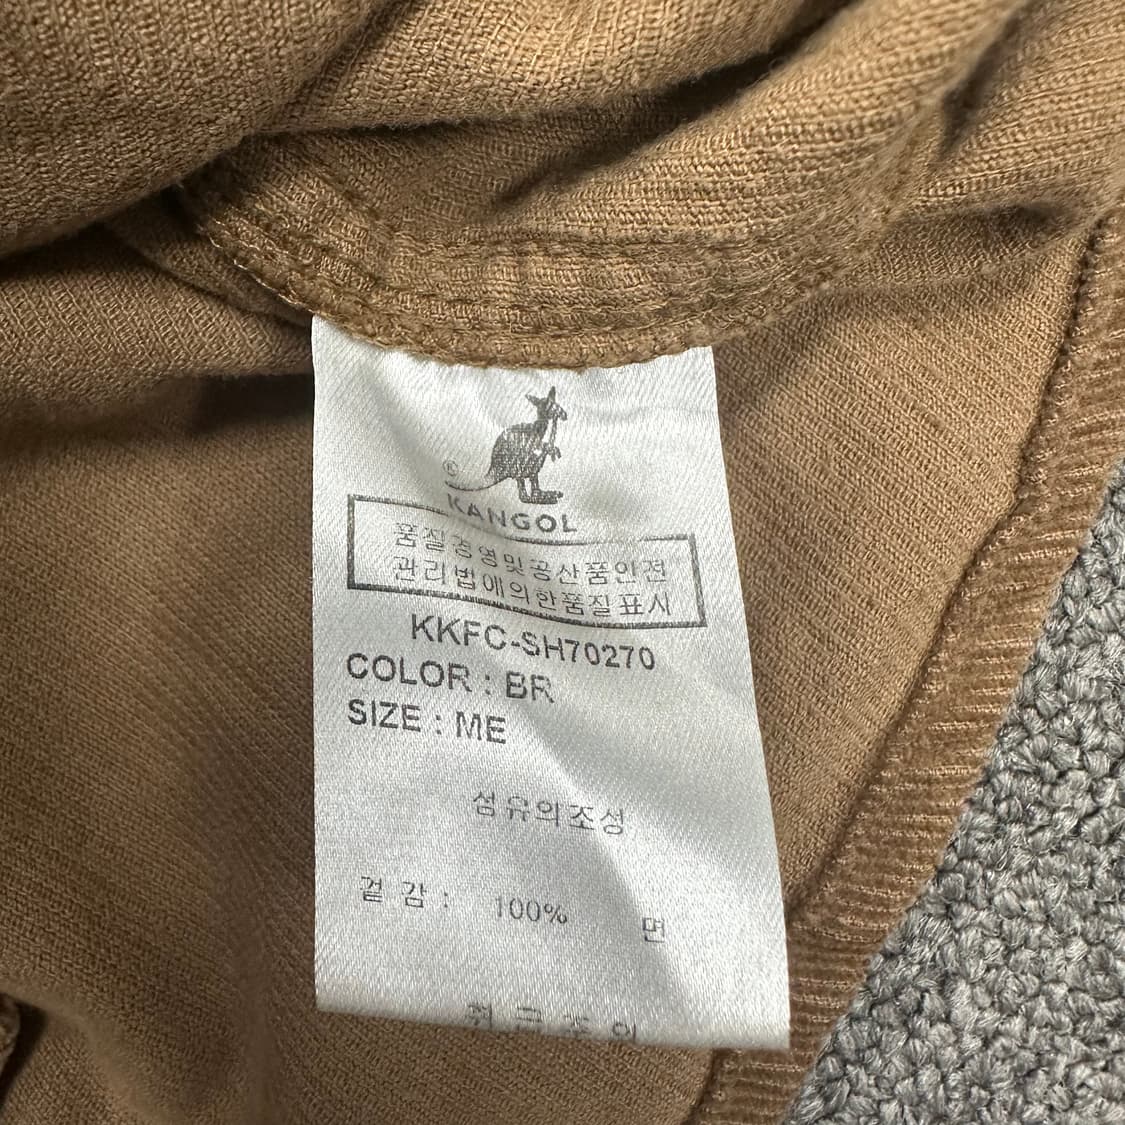 ©
KANGOL
품질경영및공산품안전
관리법에의한품질표시
KKFC-SH70270
COLOR : BR
SIZE : ME
섬유의조성
겉 감 : 100% 면